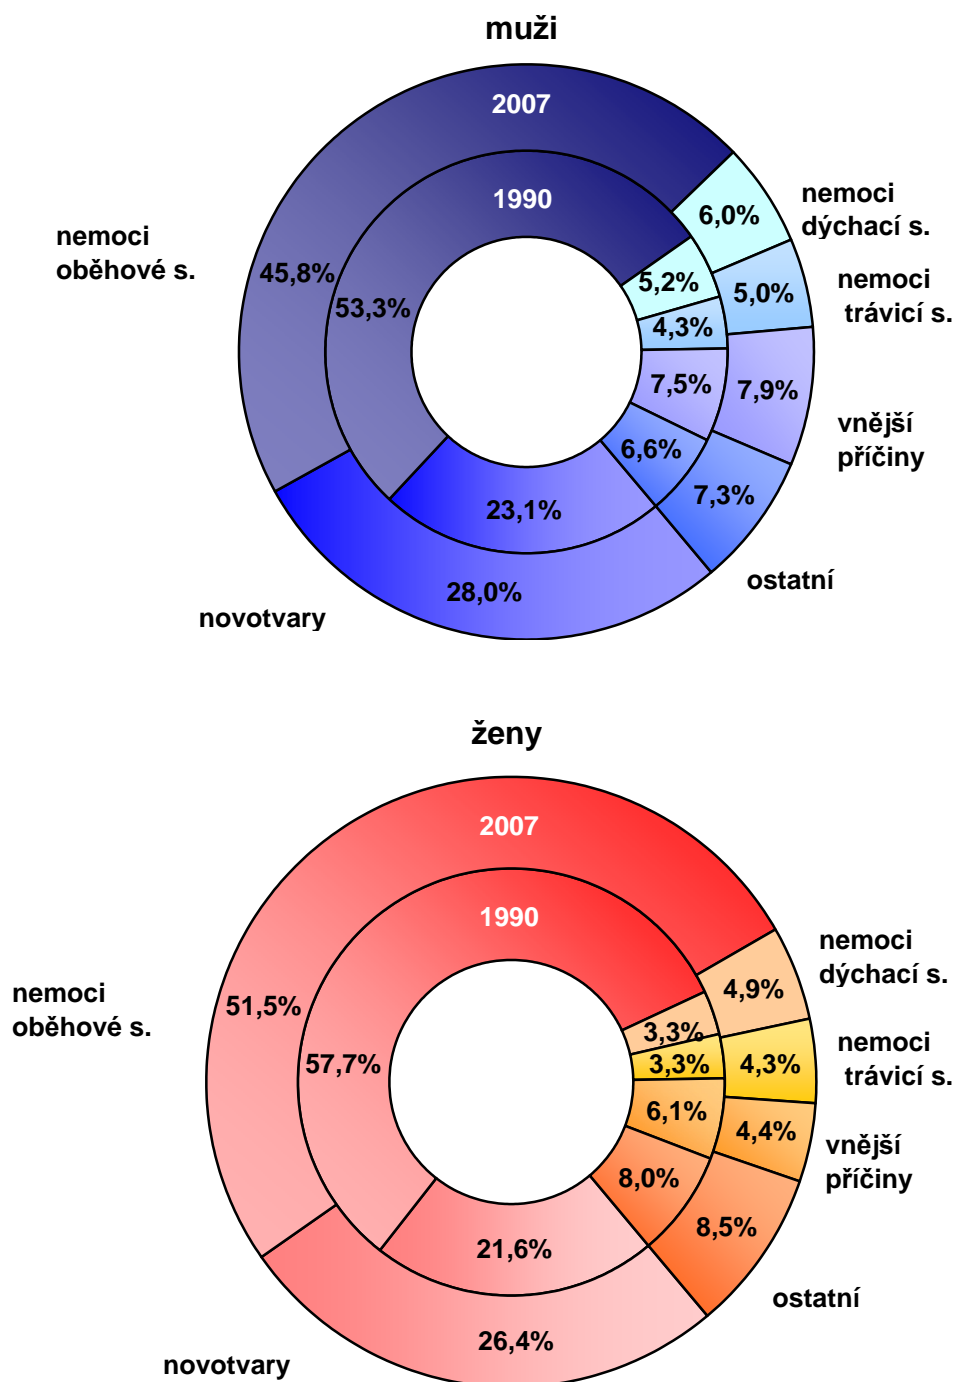 muži
2007
1990
nemoci
dýchací s.
6,0%
nemoci
oběhové s.
45,8%
53,3%
5,2%
4,3%
5,0%
nemoci
trávicí s.
7,5%
7,9%
vnější
příčiny
6,6%
7,3%
23,1%
28,0%
ostatní
novotvary
ženy
2007
1990
nemoci
dýchací s.
4,9%
nemoci
oběhové s.
51,5%
57,7%
3,3%
3,3%
4,3%
nemoci
trávicí s.
6,1%
4,4%
vnější
příčiny
8,0%
8,5%
21,6%
26,4%
ostatní
novotvary